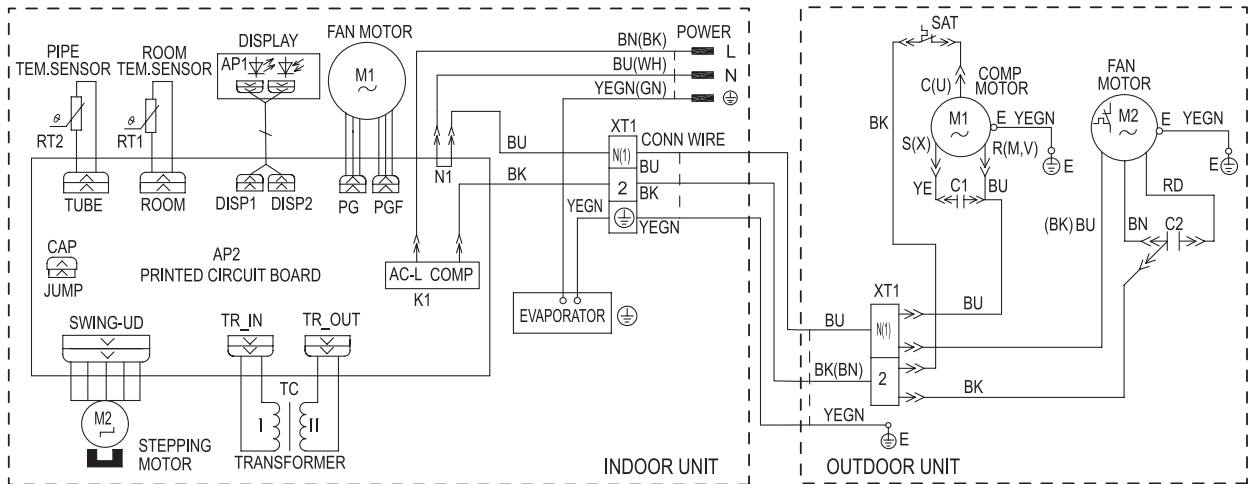 PIPE
TEM.SENSOR
ROOM
TEM.SENSOR
DISPLAY
AP1
FAN MOTOR
M1
~
θ
RT2
θ
RT1
TUBE
ROOM
DISP1
DISP2
PG
PGF
N1
CAP
JUMP
AP2
PRINTED CIRCUIT BOARD
AC-L COMP
K1
SWING-UD
TR_IN
TR_OUT
M2
STEPPING
MOTOR
TC
I
II
TRANSFORMER
BN(BK)
POWER
L
BU(WH)
N
YEGN(GN)
XT1
CONN WIRE
BU
N(1)
BU
BK
2
BK
YEGN
YEGN
EVAPORATOR
INDOOR UNIT
SAT
C(U)
COMP
MOTOR
BK
M1
~
E YEGN
E
S(X)
R(M,V)
YE
C1
BU
FAN
MOTOR
M2
~
E
YEGN
E
RD
(BK)BU
BN
C2
XT1
BU
N(1)
BU
BK(BN)
2
BK
YEGN
E
OUTDOOR UNIT